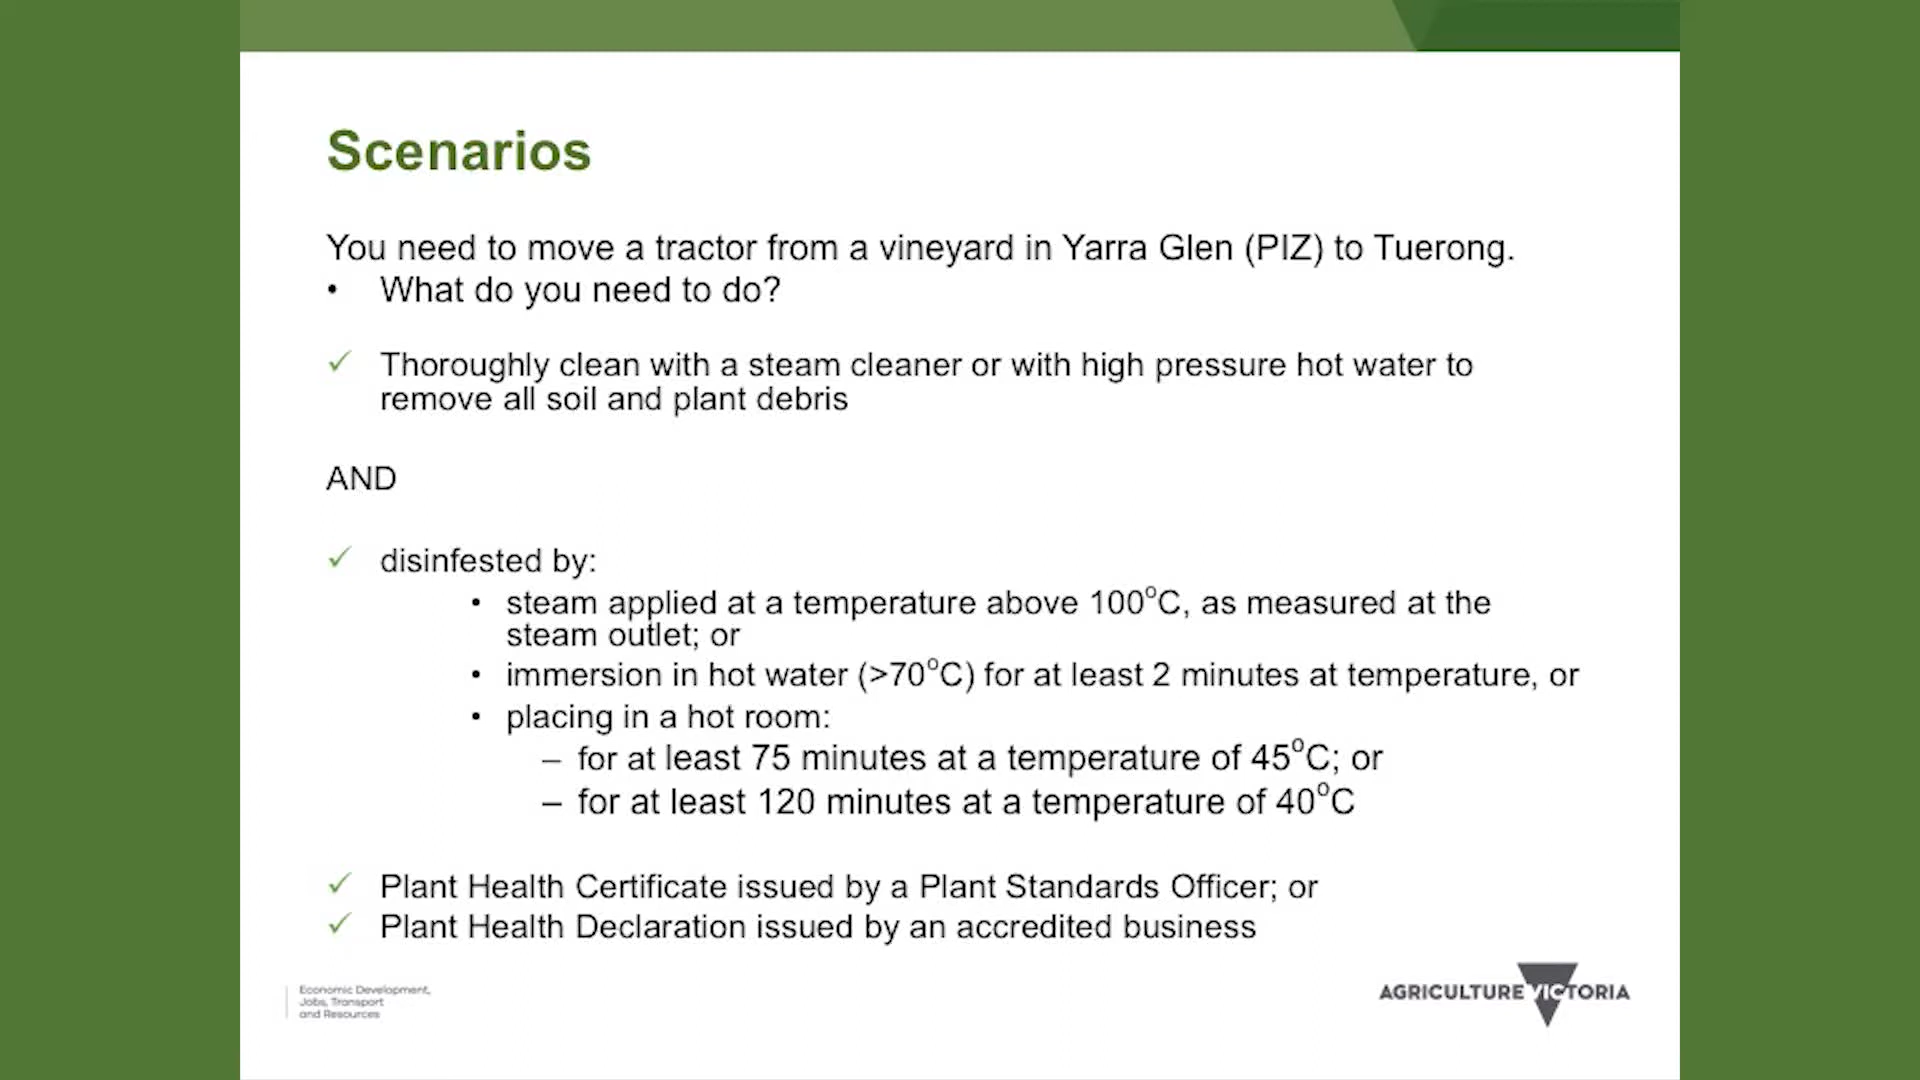 Scenarios
You need to move a tractor from a vineyard in Yarra Glen (PIZ) to Tuerong.
• What do you need to do?
✓ Thoroughly clean with a steam cleaner or with high pressure hot water to
remove all soil and plant debris
AND
✓ disinfested by:
• steam applied at a temperature above 100°C, as measured at the
steam outlet; or
• immersion in hot water (>70°C) for at least 2 minutes at temperature, or
• placing in a hot room:
– for at least 75 minutes at a temperature of 45°C; or
– for at least 120 minutes at a temperature of 40°C
✓ Plant Health Certificate issued by a Plant Standards Officer; or
✓ Plant Health Declaration issued by an accredited business
Economic Development,
Jobs, Transport
and Resources
AGRICULTURE VICTORIA